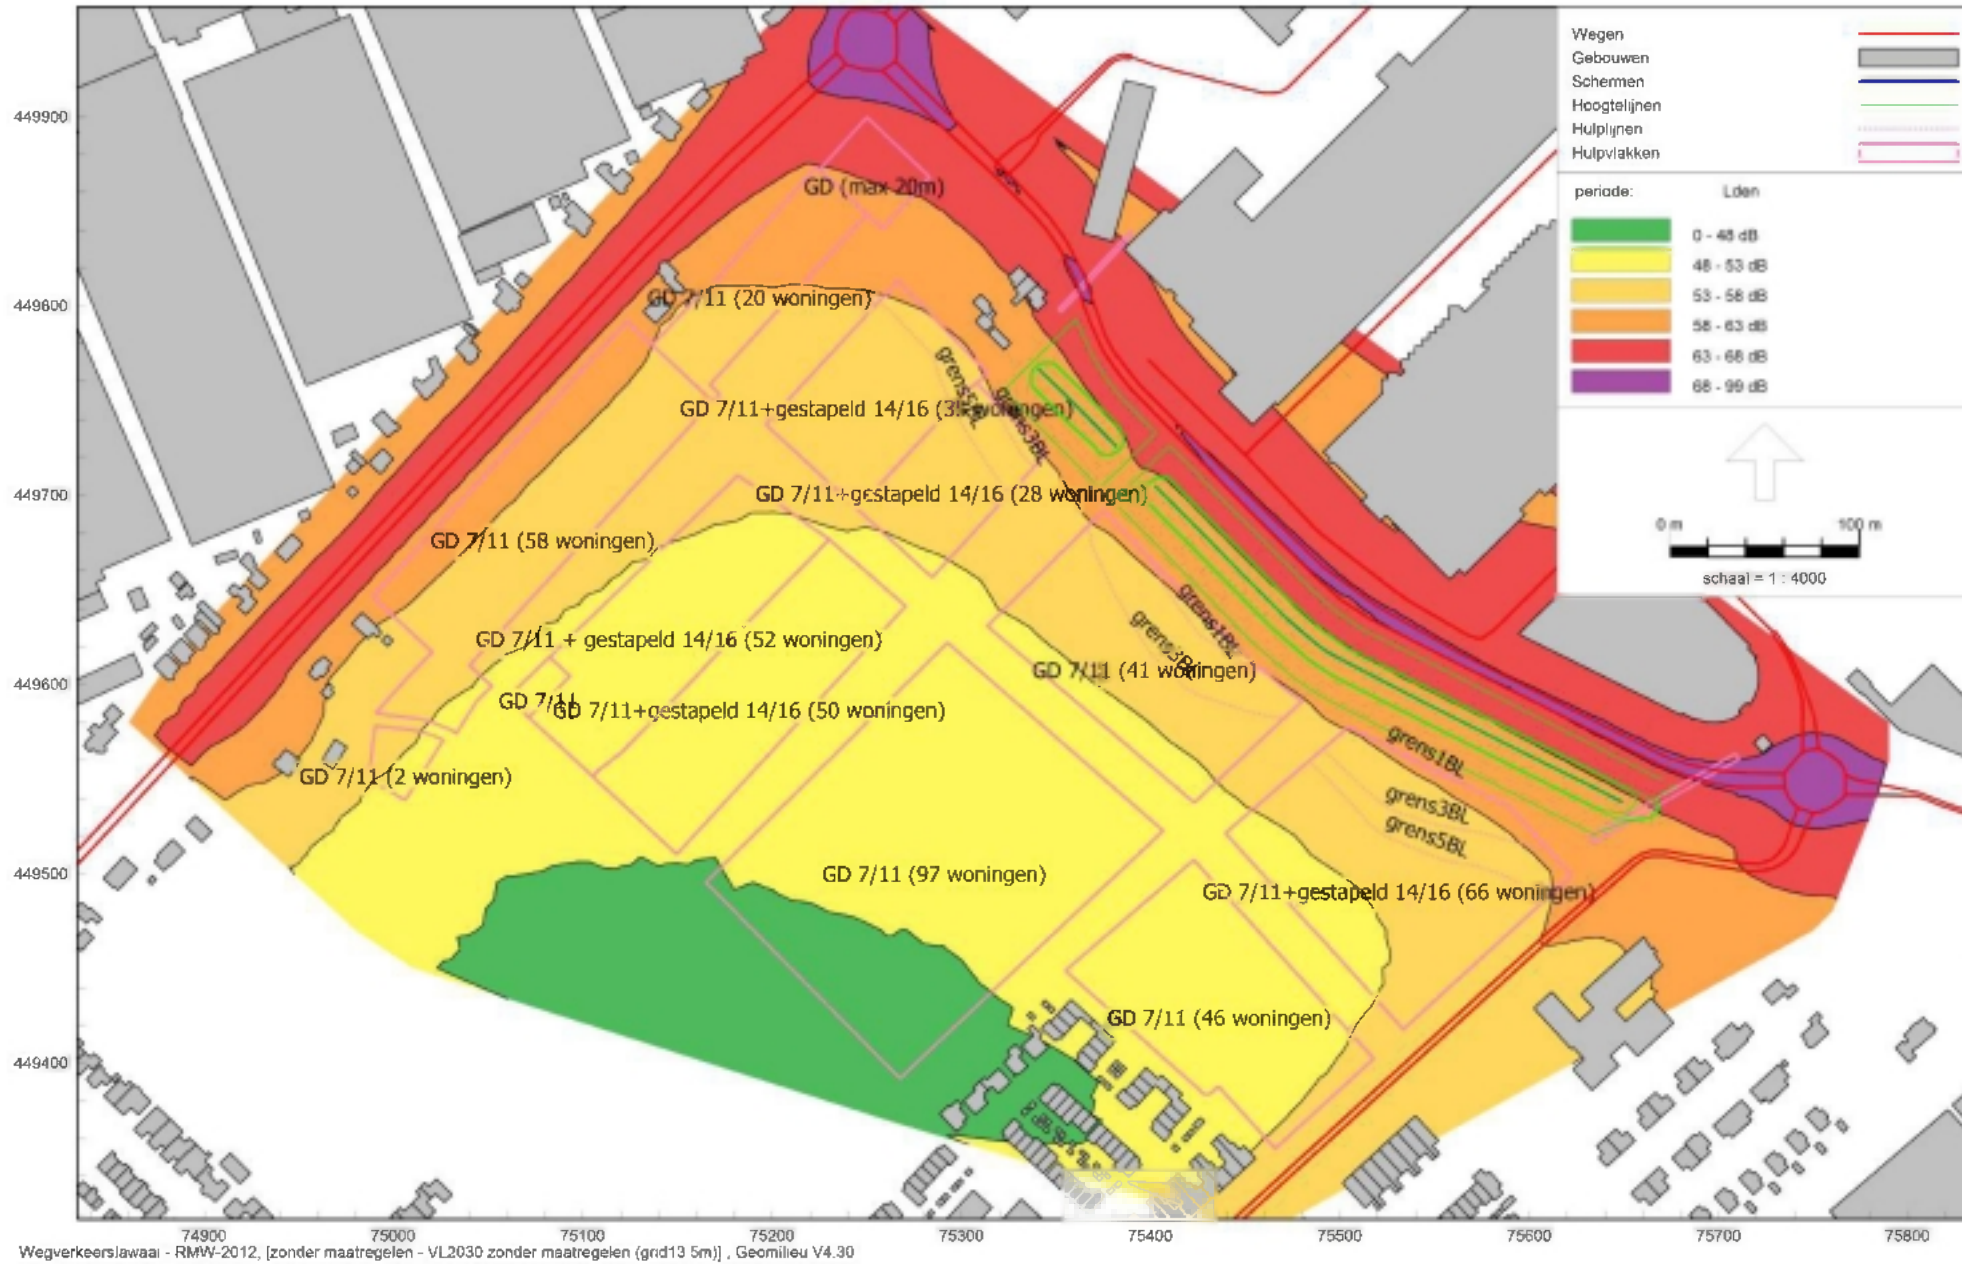 Wegen
Gebouwen
Schermen
Hoogtelijnen
Hulplijnen
Hulpvlakken
periode: Lden
0 - 48 dB
48 - 53 dB
53 - 58 dB
58 - 63 dB
63 - 68 dB
68 - 99 dB
0 m 100 m
schaal = 1 : 4000
449900
449800
449700
449600
449500
449400
GD (max 20m)
GD 7/11 (20 woningen)
grens5BL
grens3BL
GD 7/11+gestapeld 14/16 (35 woningen)
GD 7/11+gestapeld 14/16 (28 woningen)
GD 7/11 (58 woningen)
grens1BL
grens3BL
GD 7/11 + gestapeld 14/16 (52 woningen)
GD 7/11 (41 woningen)
GD 7/11
GD 7/11+gestapeld 14/16 (50 woningen)
grens1BL
GD 7/11 (2 woningen)
grens3BL
grens5BL
GD 7/11 (97 woningen)
GD 7/11+gestapeld 14/16 (66 woningen)
GD 7/11 (46 woningen)
74900 75000 75100 75200 75300 75400 75500 75600 75700 75800
Wegverkeerslawaai - RMW-2012, [zonder maatregelen - VL2030 zonder maatregelen (grid13 5m)] , Geomilieu V4.30